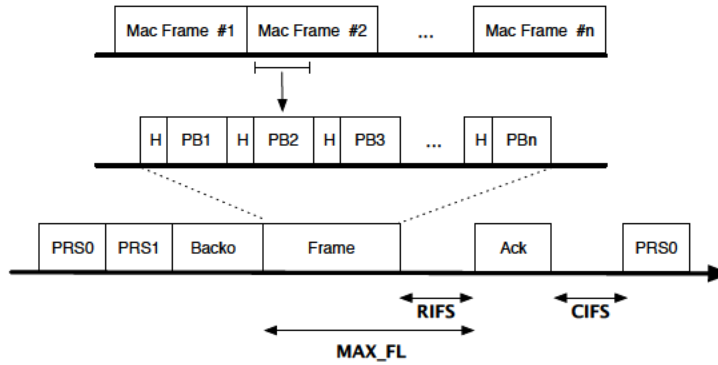 Mac Frame #1 Mac Frame #2 ... Mac Frame #n
H PB1 H PB2 H PB3 ... H PBn
PRS0 PRS1 Backo Frame Ack PRS0
RIFS CIFS
MAX_FL